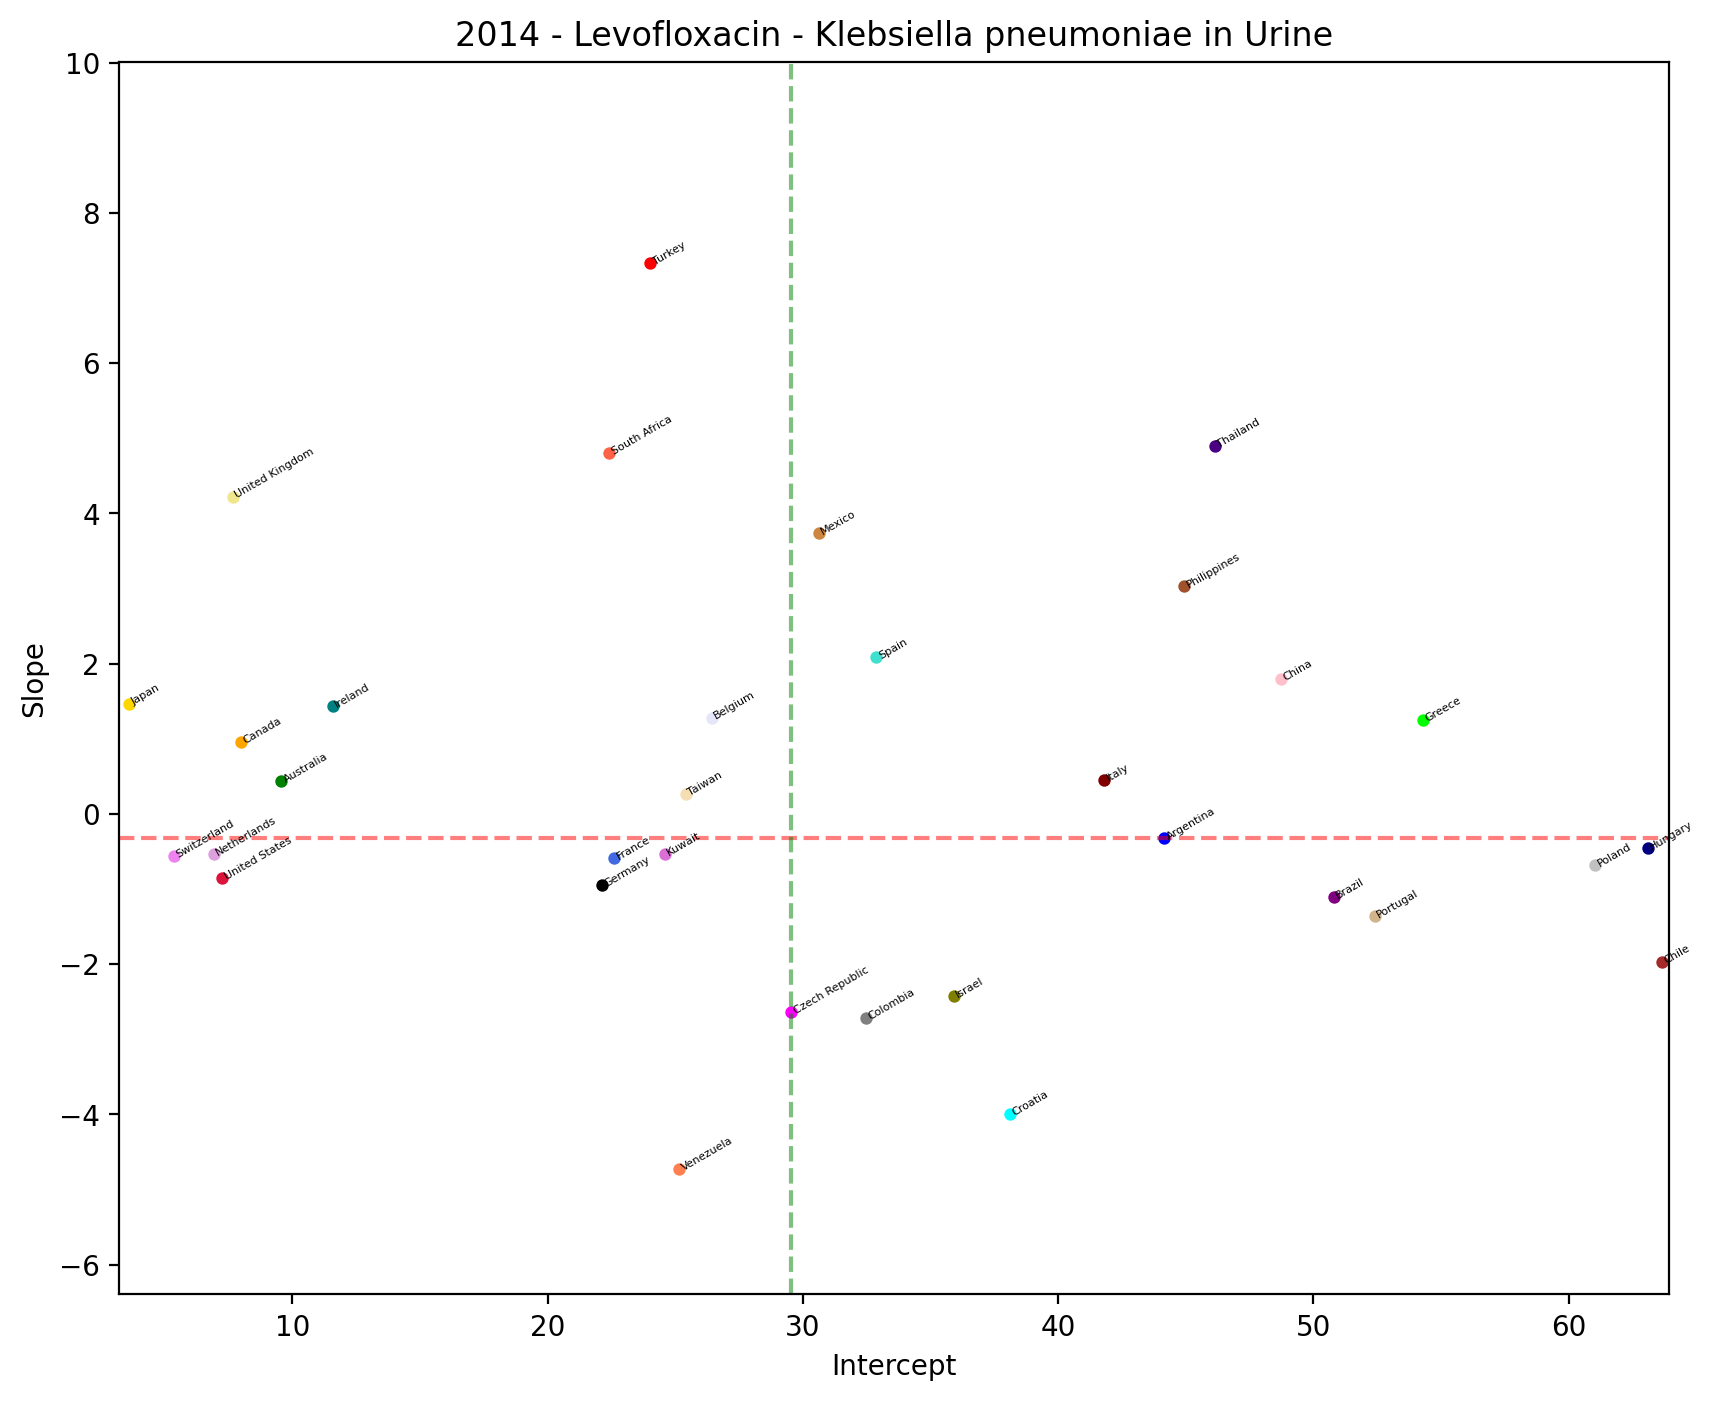 2014 - Levofloxacin - Klebsiella pneumoniae in Urine
10
8
6
4
2
0
−2
−4
−6
Slope
Turkey
South Africa
Thailand
United Kingdom
Mexico
Philippines
Spain
China
Japan
Ireland
Belgium
Greece
Canada
Australia
Taiwan
Italy
Argentina
Switzerland
Netherlands
United States
France
Kuwait
Germany
Hungary
Poland
Brazil
Portugal
Chile
Czech Republic
Colombia
Israel
Croatia
Venezuela
10 20 30 40 50 60
Intercept